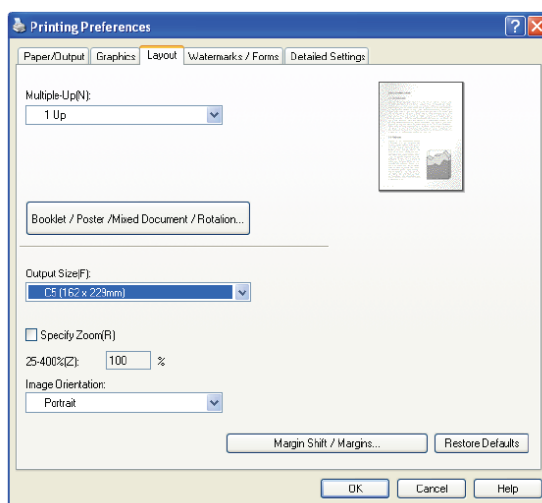 Printing Preferences
Paper/Output Graphics Layout Watermarks / Forms Detailed Settings
Multiple-Up(N):
1 Up
Booklet / Poster /Mixed Document / Rotation...
Output Size(F):
C5 (162 x 229mm)
Specify Zoom(R)
25-400%(Z): 100 %
Image Orientation:
Portrait
Margin Shift / Margins... Restore Defaults
OK Cancel Help